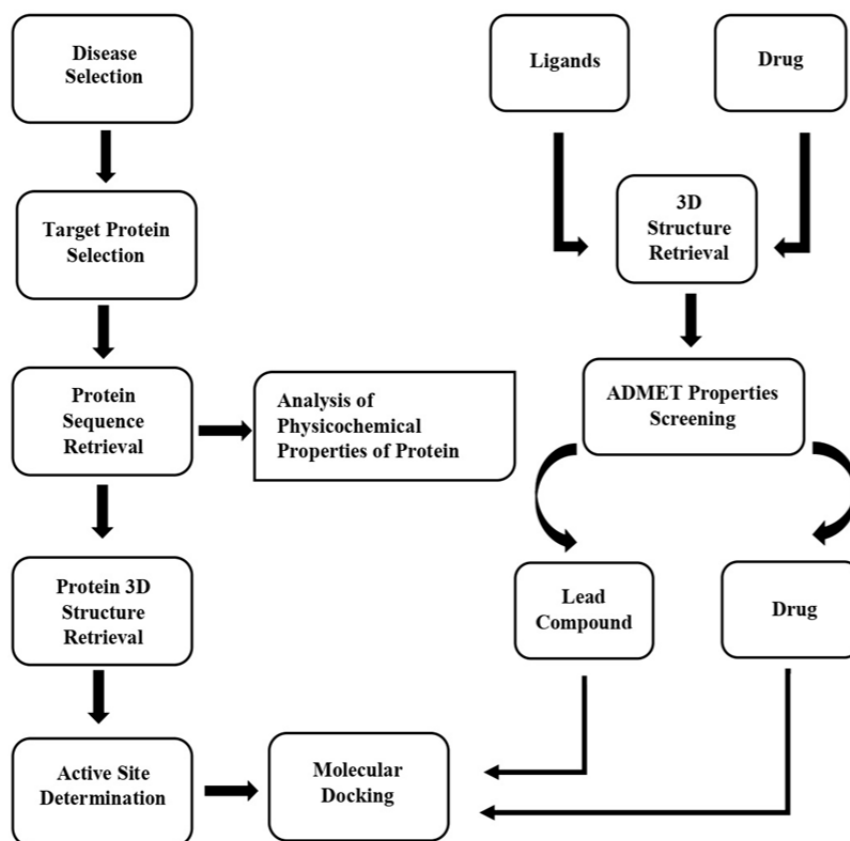 Disease
Selection
Ligands
Drug
Target Protein
Selection
3D
Structure
Retrieval
Protein
Sequence
Retrieval
Analysis of
Physicochemical
Properties of Protein
ADMET Properties
Screening
Protein 3D
Structure
Retrieval
Lead
Compound
Drug
Active Site
Determination
Molecular
Docking